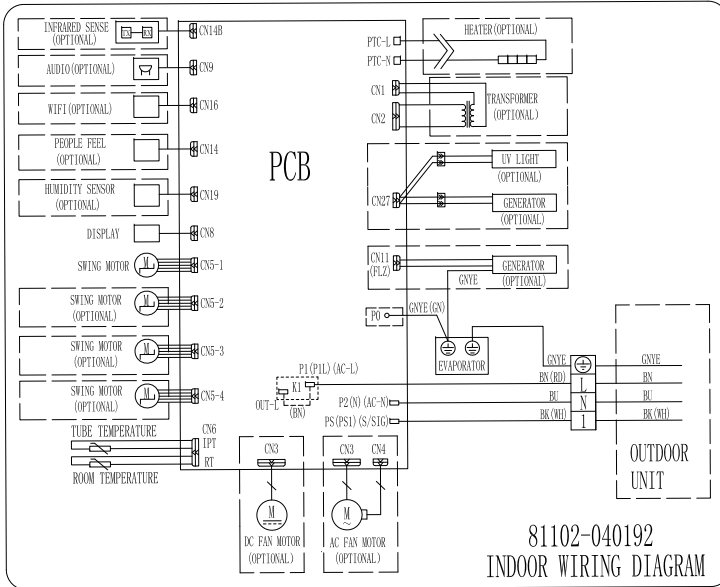 INFRARED SENSE
(OPTIONAL)
TX
RX
CN14B
AUDIO(OPTIONAL)
CN9
WIFI(OPTIONAL)
CN16
PEOPLE FEEL
(OPTIONAL)
CN14
HUMIDITY SENSOR
(OPTIONAL)
CN19
DISPLAY
CN8
SWING MOTOR
M
CN5-1
SWING MOTOR
(OPTIONAL)
M
CN5-2
SWING MOTOR
(OPTIONAL)
M
CN5-3
SWING MOTOR
(OPTIONAL)
M
CN5-4
TUBE TEMPERATURE
CN6
IPT
RT
ROOM TEMPERATURE
PCB
PTC-L
PTC-N
HEATER(OPTIONAL)
CN1
CN2
TRANSFORMER
(OPTIONAL)
CN27
UV LIGHT
(OPTIONAL)
GENERATOR
(OPTIONAL)
CN11
(FLZ)
GENERATOR
(OPTIONAL)
GNYE
P0
GNYE(GN)
EVAPORATOR
P1(P1L)(AC-L)
K1
OUT-L
(BN)
P2(N)(AC-N)
PS(PS1)(S/SIG)
GNYE
BN(RD)
BU
BK(WH)
L
N
1
GNYE
BN
BU
BK(WH)
OUTDOOR
UNIT
CN3
M
DC FAN MOTOR
(OPTIONAL)
CN3
CN4
M
~
AC FAN MOTOR
(OPTIONAL)
81102-040192
INDOOR WIRING DIAGRAM